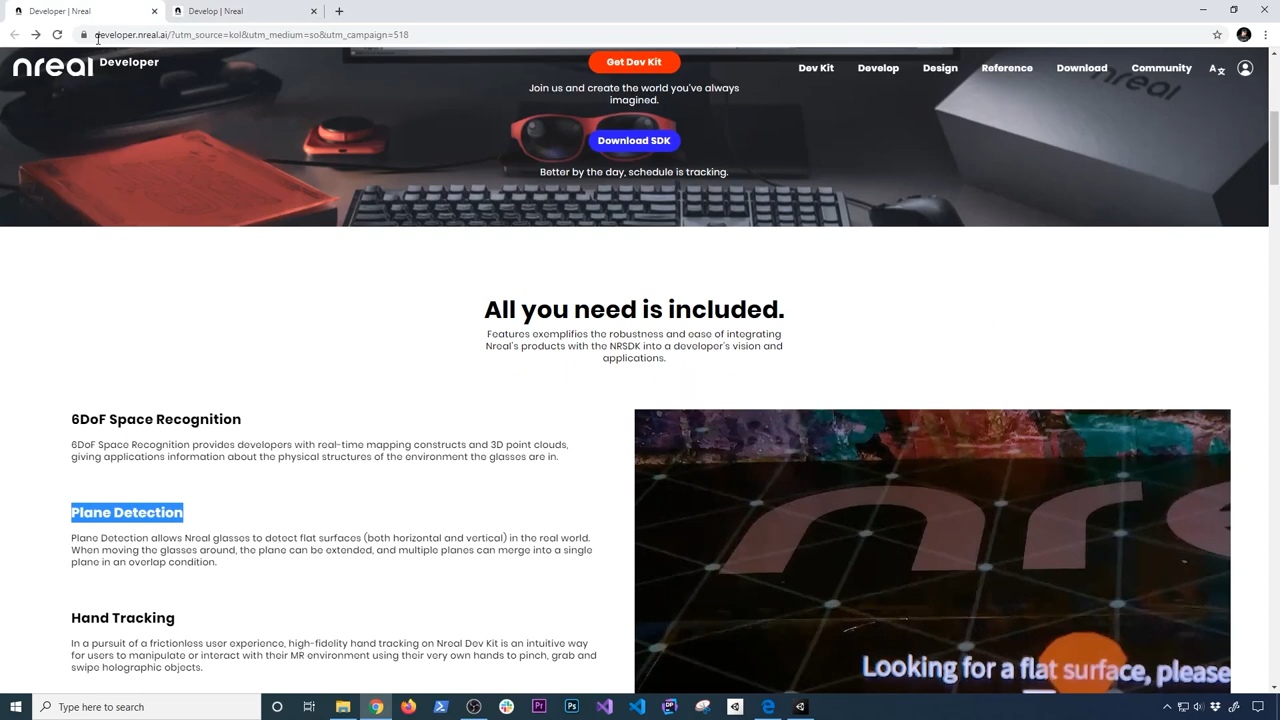 Developer | Nreal
Develop | Nreal
developer.nreal.ai/?utm_source=kol&utm_medium=so&utm_campaign=518
nreal Developer
Get Dev Kit
Dev Kit
Develop
Design
Reference
Download
Community
nreal
Join us and create the world you've always
imagined.
Download SDK
Better by the day, schedule is tracking.
All you need is included.
Features exemplifies the robustness and ease of integrating
Nreal's products with the NRSDK into a developer's vision and
applications.
6DoF Space Recognition
6DoF Space Recognition provides developers with real-time mapping constructs and 3D point clouds,
giving applications information about the physical structures of the environment the glasses are in.
Plane Detection
Plane Detection allows Nreal glasses to detect flat surfaces (both horizontal and vertical) in the real world.
When moving the glasses around, the plane can be extended, and multiple planes can merge into a single
plane in an overlap condition.
Hand Tracking
In a pursuit of a frictionless user experience, high-fidelity hand tracking on Nreal Dev Kit is an intuitive way
for users to manipulate or interact with their MR environment using their very own hands to pinch, grab and
swipe holographic objects.
nre
Looking for a flat surface, please
Type here to search
Pr
Ps
DP